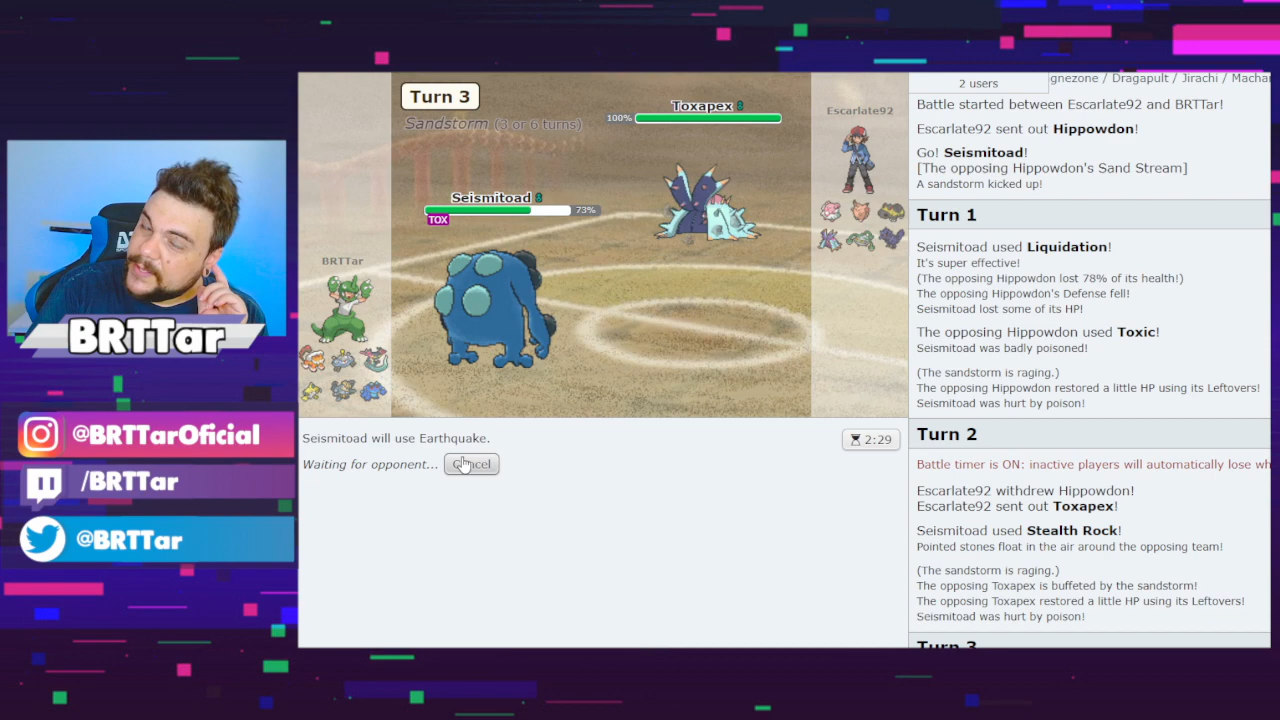 Turn 3
Sandstorm (3 or 6 turns)
Toxapex
100%
Seismitoad
73%
TOX
BRTTar
Escarlate92
BRTTar
@BRTTarOficial
/BRTTar
@BRTTar
Seismitoad will use Earthquake.
2:29
Waiting for opponent...
2 users
gnezone / Dragapult / Jirachi / Machar
Battle started between Escarlate92 and BRTTar!
Escarlate92 sent out Hippowdon!
Go! Seismitoad!
[The opposing Hippowdon's Sand Stream]
A sandstorm kicked up!
Turn 1
Seismitoad used Liquidation!
It's super effective!
(The opposing Hippowdon lost 78% of its health!)
The opposing Hippowdon's Defense fell!
Seismitoad lost some of its HP!
The opposing Hippowdon used Toxic!
Seismitoad was badly poisoned!
(The sandstorm is raging.)
The opposing Hippowdon restored a little HP using its Leftovers!
Seismitoad was hurt by poison!
Turn 2
Battle timer is ON: inactive players will automatically lose wh
Escarlate92 withdrew Hippowdon!
Escarlate92 sent out Toxapex!
Seismitoad used Stealth Rock!
Pointed stones float in the air around the opposing team!
(The sandstorm is raging.)
The opposing Toxapex is buffeted by the sandstorm!
The opposing Toxapex restored a little HP using its Leftovers!
Seismitoad was hurt by poison!
Turn 3